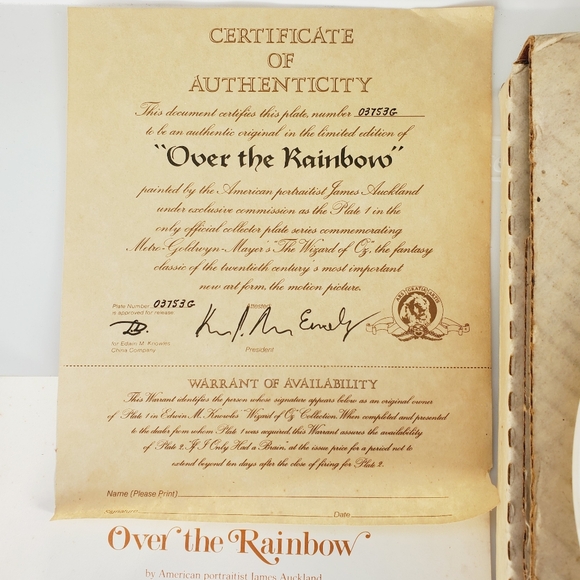 CERTIFICATE
OF
AUTHENTICITY
This document certifies this plate, number 03753G
to be an authentic original in the limited edition of
"Over the Rainbow"
painted by the American portraitist James Auckland
under exclusive commission as the Plate 1 in the
only official collector plate series commemorating
Metro-Goldwyn-Mayer's "The Wizard of Oz", the fantasy
classic of the twentieth century's most important
new art form, the motion picture.
Plate Number 03753G
is approved for release
Attested
for Edwin M. Knowles
China Company
President
ARS GRATIA ARTIS
WARRANT OF AVAILABILITY
This Warrant identifies the person whose signature appears below as an original owner
of Plate 1 in Edwin M. Knowles' "Wizard of Oz" Collection. When completed and presented
to the dealer from whom Plate 1 was acquired, this Warrant assures the availability
of Plate 2, "If I Only Had a Brain," at the issue price for a period not to
extend beyond ten days after the close of firing for Plate 2.
Name (Please Print)
Date
Over the Rainbow
by American portraitist James Auckland